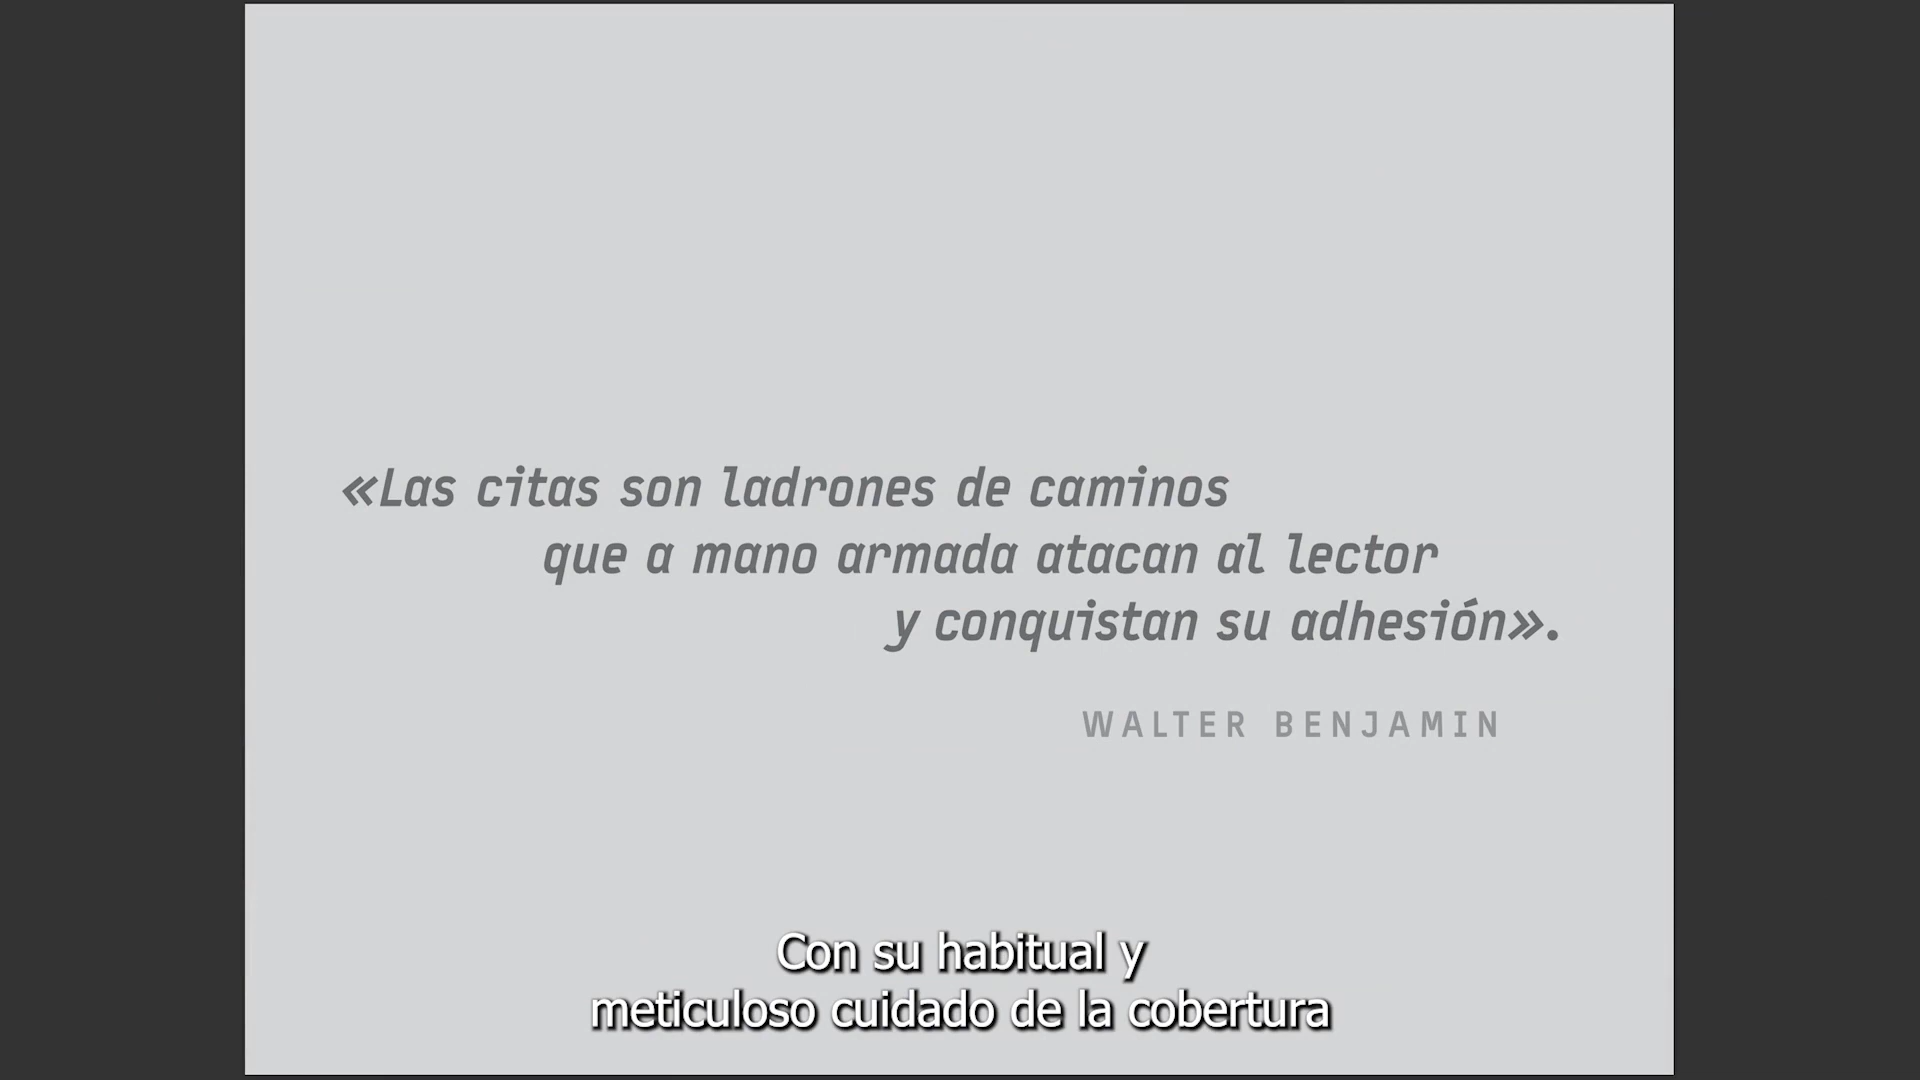 «Las citas son ladrones de caminos
que a mano armada atacan al lector
y conquistan su adhesión».
WALTER BENJAMIN
Con su habitual y
meticuloso cuidado de la cobertura